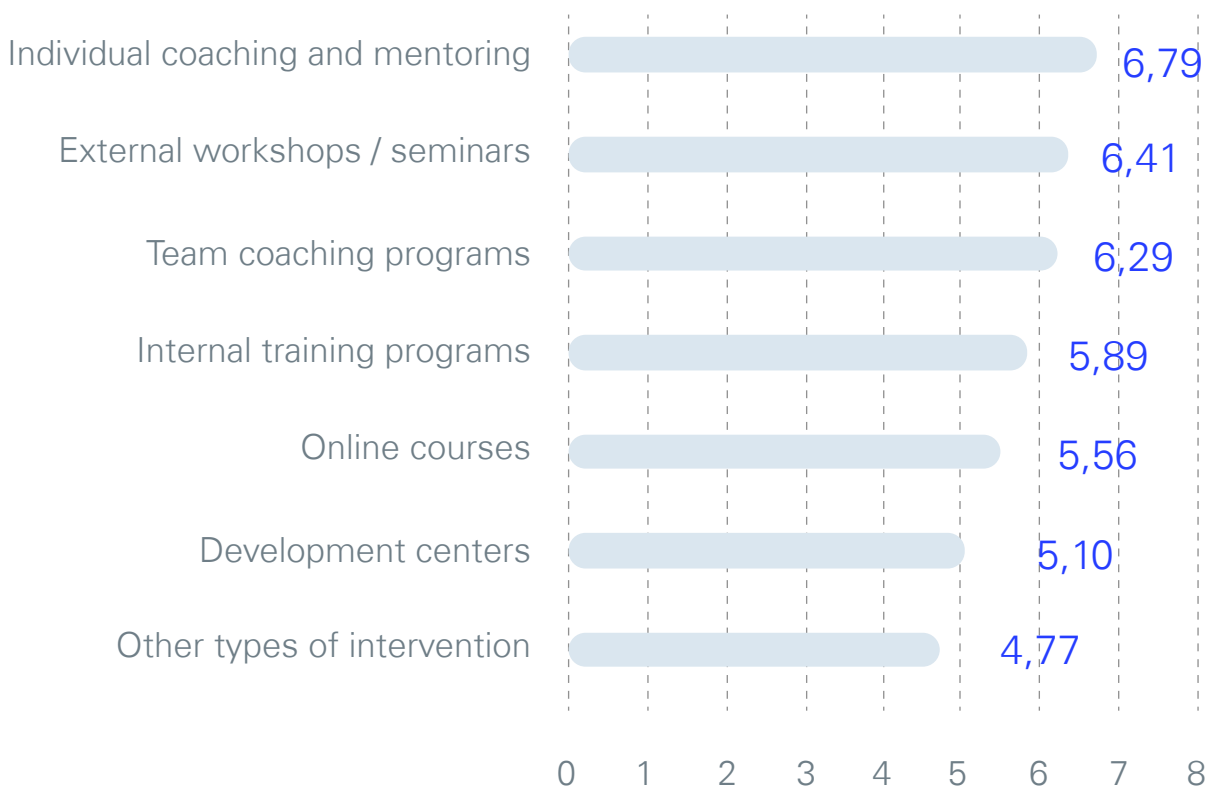 Individual coaching and mentoring 6,79
External workshops / seminars 6,41
Team coaching programs 6,29
Internal training programs 5,89
Online courses 5,56
Development centers 5,10
Other types of intervention 4,77
0 1 2 3 4 5 6 7 8